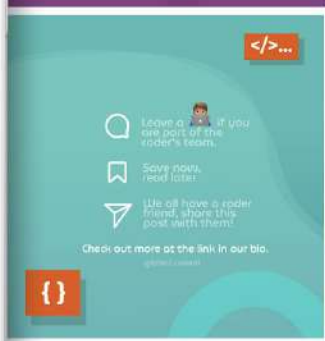 </>...
Leave a 👨🏽‍💻 if you
are part of this
coder's team.
Save now,
read later
We all have a coder
friend, share this
post with them!
Check out more at the link in our bio.
{ }